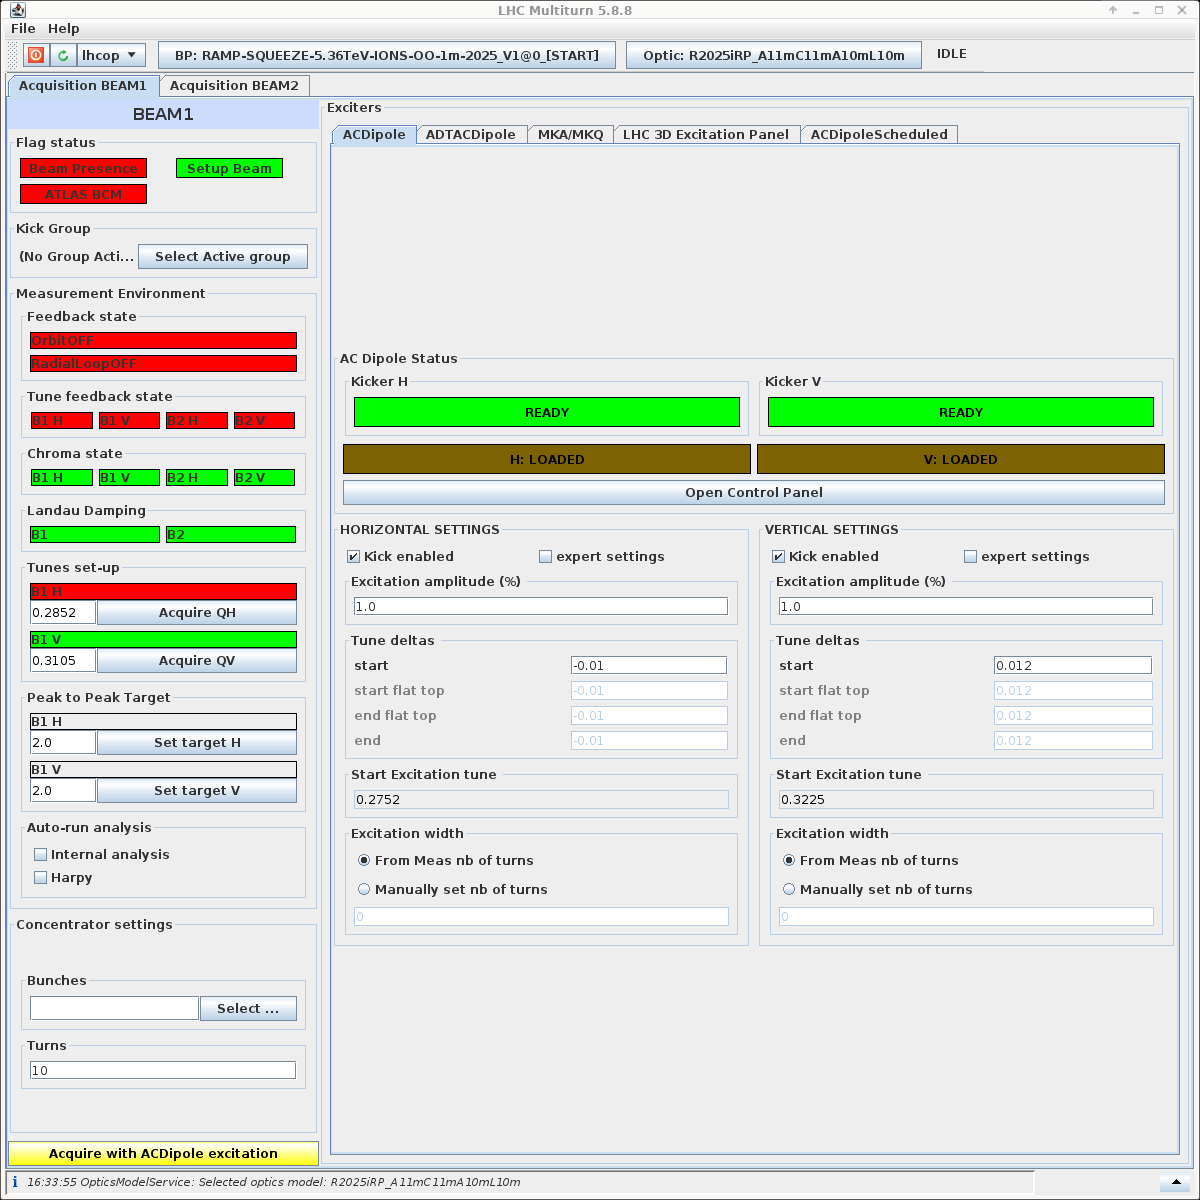 LHC Multiturn 5.8.8
File Help
lhcop BP: RAMP-SQUEEZE-5.36TeV-IONS-OO-1m-2025_V1@0_[START] Optic: R2025iRP_A11mC11mA10mL10m IDLE
Acquisition BEAM1 Acquisition BEAM2
BEAM1
Flag status
Beam Presence Setup Beam
ATLAS BCM
Kick Group
(No Group Acti... Select Active group
Measurement Environment
Feedback state
OrbitOFF
RadialLoopOFF
Tune feedback state
B1 H B1 V B2 H B2 V
Chroma state
B1 H B1 V B2 H B2 V
Landau Damping
B1 B2
Tunes set-up
B1 H
0.2852 Acquire QH
B1 V
0.3105 Acquire QV
Peak to Peak Target
B1 H
2.0 Set target H
B1 V
2.0 Set target V
Auto-run analysis
Internal analysis
Harpy
Concentrator settings
Bunches
Select ...
Turns
10
Acquire with ACDipole excitation
Exciters
ACDipole ADTACDipole MKA/MKQ LHC 3D Excitation Panel ACDipoleScheduled
AC Dipole Status
Kicker H Kicker V
READY READY
H: LOADED V: LOADED
Open Control Panel
HORIZONTAL SETTINGS
Kick enabled expert settings
Excitation amplitude (%)
1.0
Tune deltas
start -0.01
start flat top -0.01
end flat top -0.01
end -0.01
Start Excitation tune
0.2752
Excitation width
From Meas nb of turns
Manually set nb of turns
0
VERTICAL SETTINGS
Kick enabled expert settings
Excitation amplitude (%)
1.0
Tune deltas
start 0.012
start flat top 0.012
end flat top 0.012
end 0.012
Start Excitation tune
0.3225
Excitation width
From Meas nb of turns
Manually set nb of turns
0
16:33:55 OpticsModelService: Selected optics model: R2025iRP_A11mC11mA10mL10m